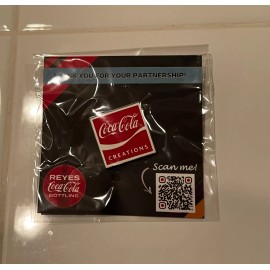 K YOU FOR YOUR PARTNERSHIP!
Coca-Cola
CREATIONS
Scan me!
REYES
Coca-Cola
BOTTLING